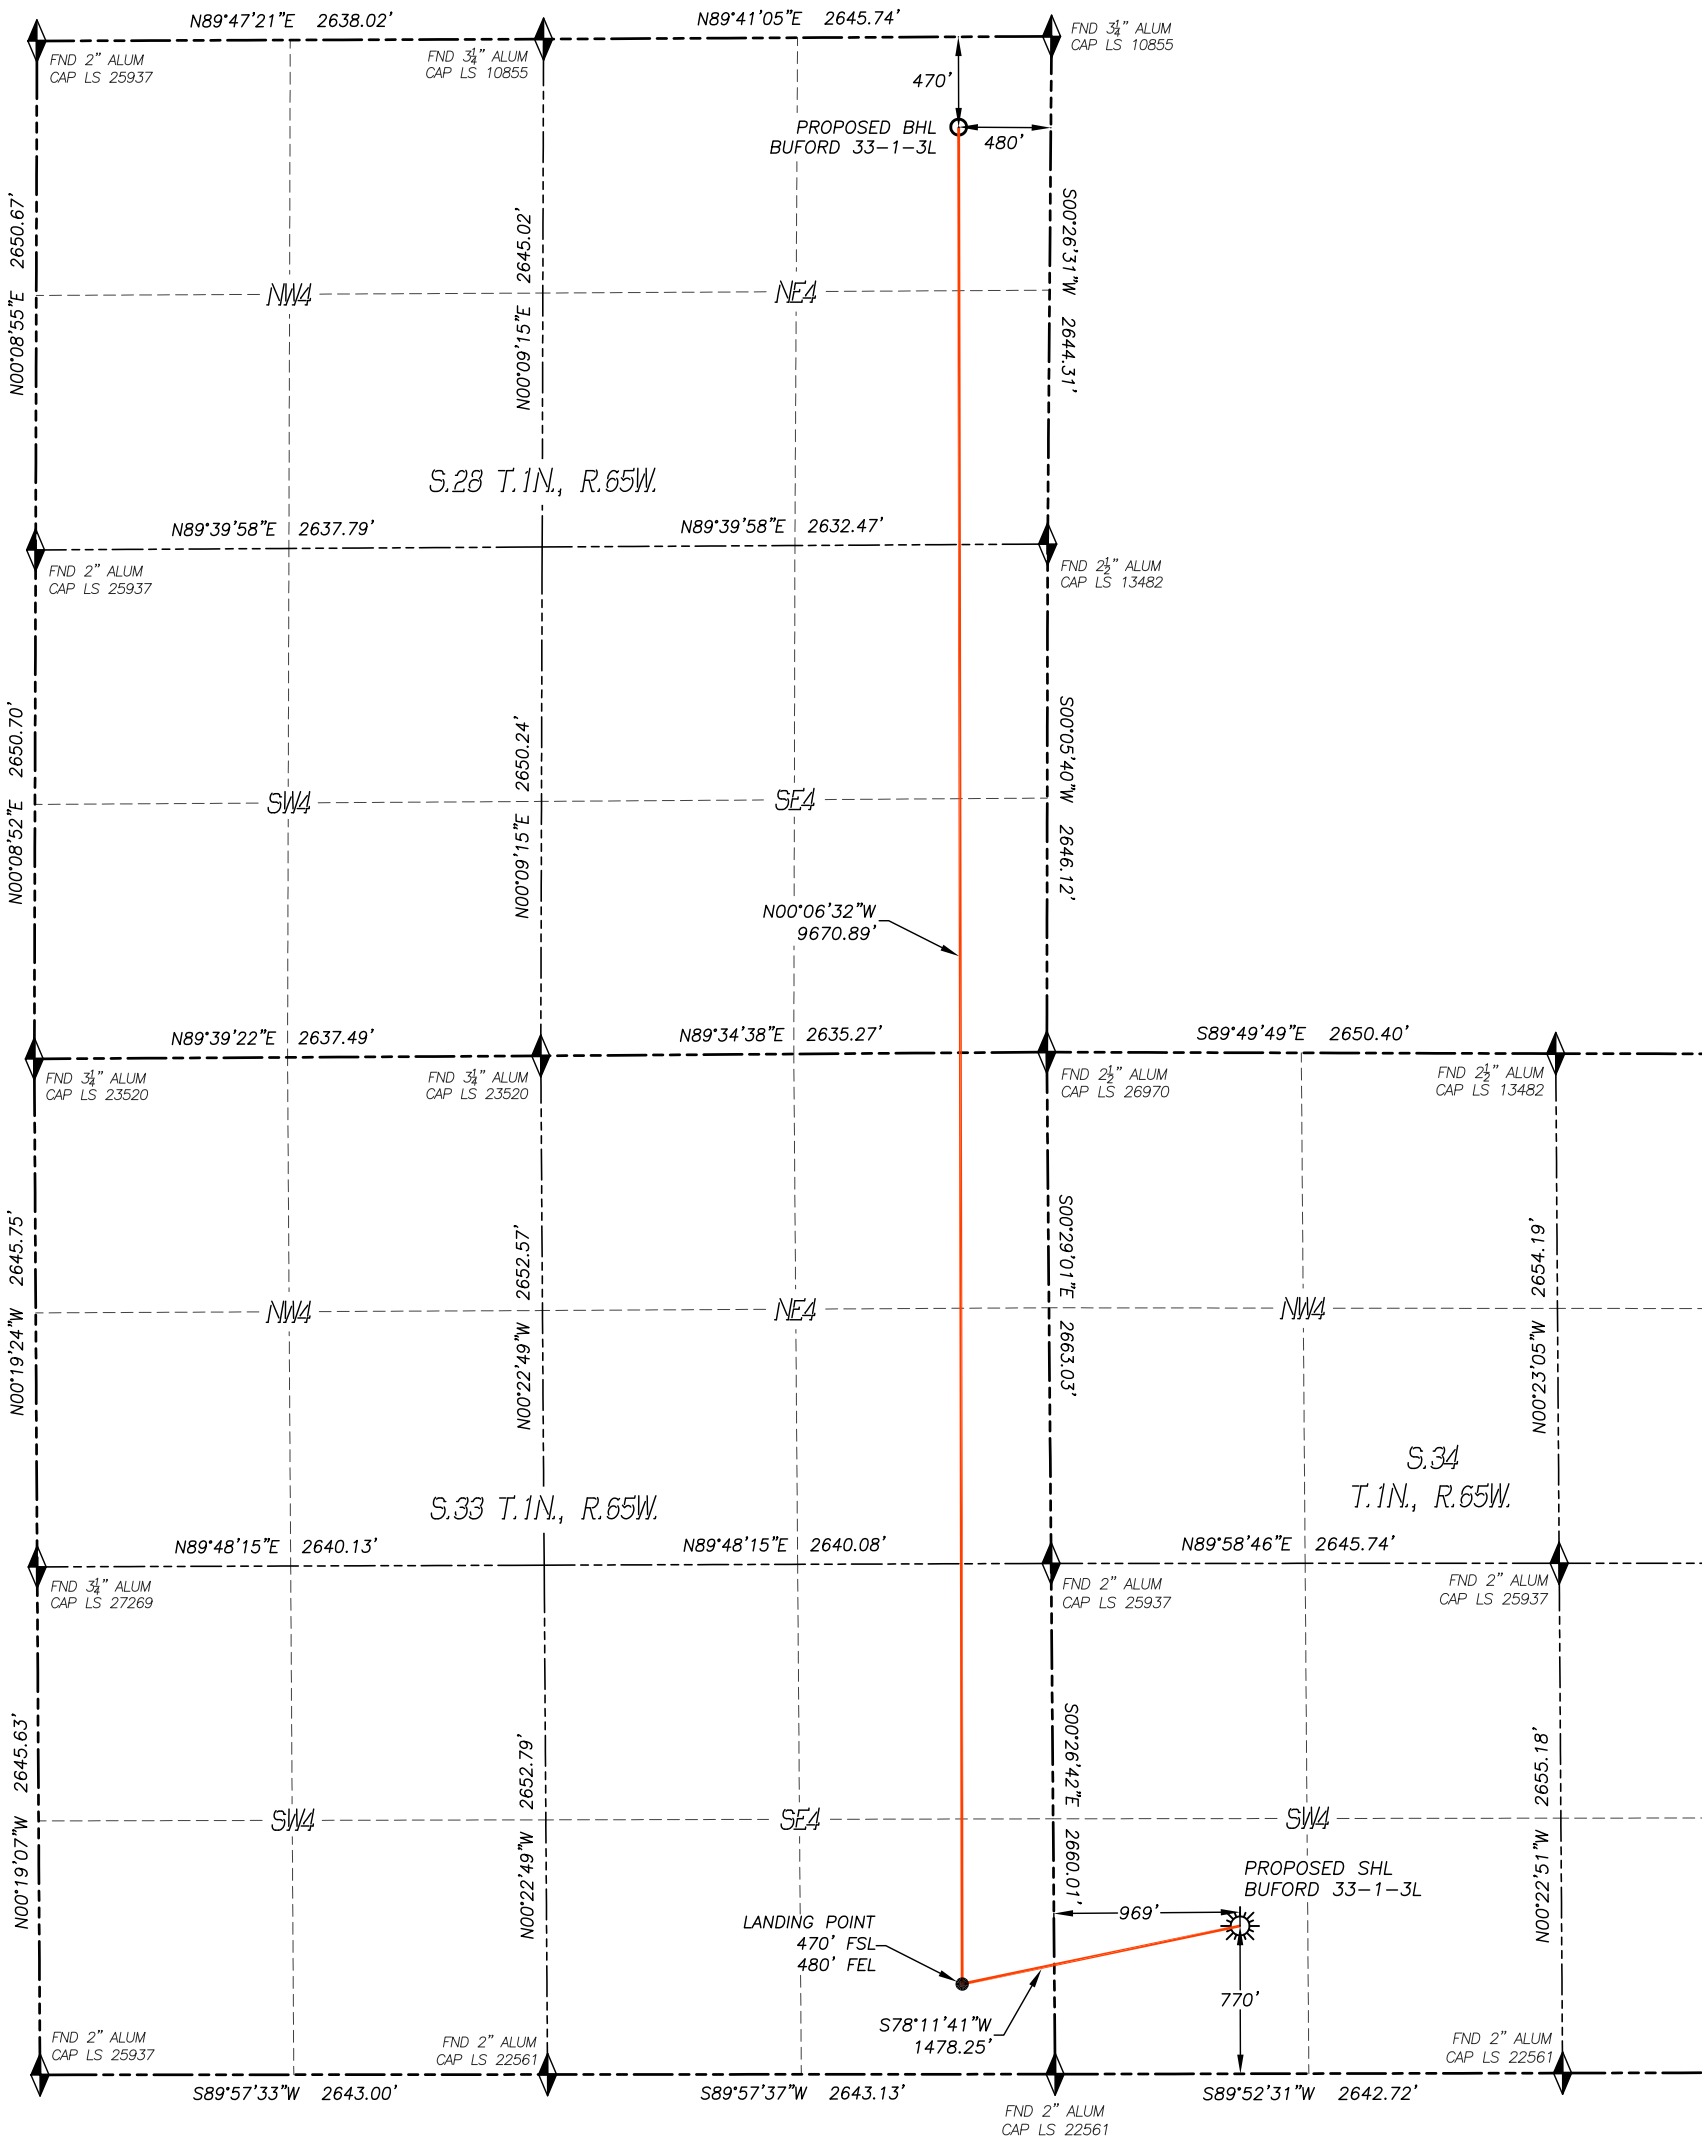 N89°47'21"E 2638.02'
N89°41'05"E 2645.74'
FND 2" ALUM
CAP LS 25937
FND 3¼" ALUM
CAP LS 10855
FND 3¼" ALUM
CAP LS 10855
470'
PROPOSED BHL
BUFORD 33-1-3L
480'
N00°08'55"E 2650.67'
N00°09'15"E 2645.02'
S00°26'31"W 2644.31'
NW4
NE4
S.28 T.1N., R.65W.
N89°39'58"E 2637.79'
N89°39'58"E 2632.47'
FND 2" ALUM
CAP LS 25937
FND 2½" ALUM
CAP LS 13482
N00°08'52"E 2650.70'
N00°09'15"E 2650.24'
S00°05'40"W 2646.12'
SW4
SE4
N00°06'32"W
9670.89'
N89°39'22"E 2637.49'
N89°34'38"E 2635.27'
S89°49'49"E 2650.40'
FND 3¼" ALUM
CAP LS 23520
FND 3¼" ALUM
CAP LS 23520
FND 2½" ALUM
CAP LS 26970
FND 2½" ALUM
CAP LS 13482
N00°19'24"W 2645.75'
N00°22'49"W 2652.57'
S00°29'01"E 2663.03'
N00°23'05"W 2654.19'
NW4
NE4
NW4
S.34
T.1N., R.65W.
S.33 T.1N., R.65W.
N89°48'15"E 2640.13'
N89°48'15"E 2640.08'
N89°58'46"E 2645.74'
FND 3¼" ALUM
CAP LS 27269
FND 2" ALUM
CAP LS 25937
FND 2" ALUM
CAP LS 25937
N00°19'07"W 2645.63'
N00°22'49"W 2652.79'
S00°26'42"E 2660.01'
N00°22'51"W 2655.18'
SW4
SE4
SW4
PROPOSED SHL
BUFORD 33-1-3L
969'
LANDING POINT
470' FSL
480' FEL
770'
S78°11'41"W
1478.25'
FND 2" ALUM
CAP LS 25937
FND 2" ALUM
CAP LS 22561
FND 2" ALUM
CAP LS 22561
S89°57'33"W 2643.00'
S89°57'37"W 2643.13'
S89°52'31"W 2642.72'
FND 2" ALUM
CAP LS 22561